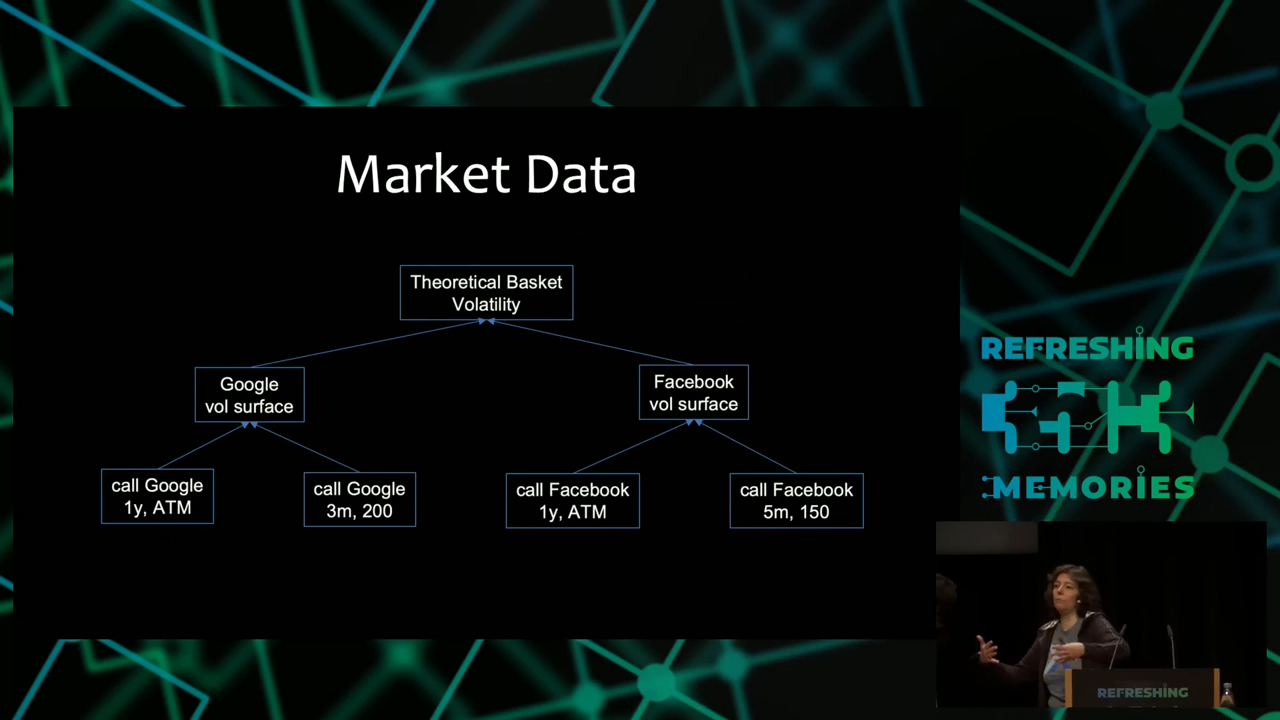 Market Data
Theoretical Basket
Volatility
Google
vol surface
Facebook
vol surface
call Google
1y, ATM
call Google
3m, 200
call Facebook
1y, ATM
call Facebook
5m, 150
REFRESHING
MEMORIES
REFRESHING